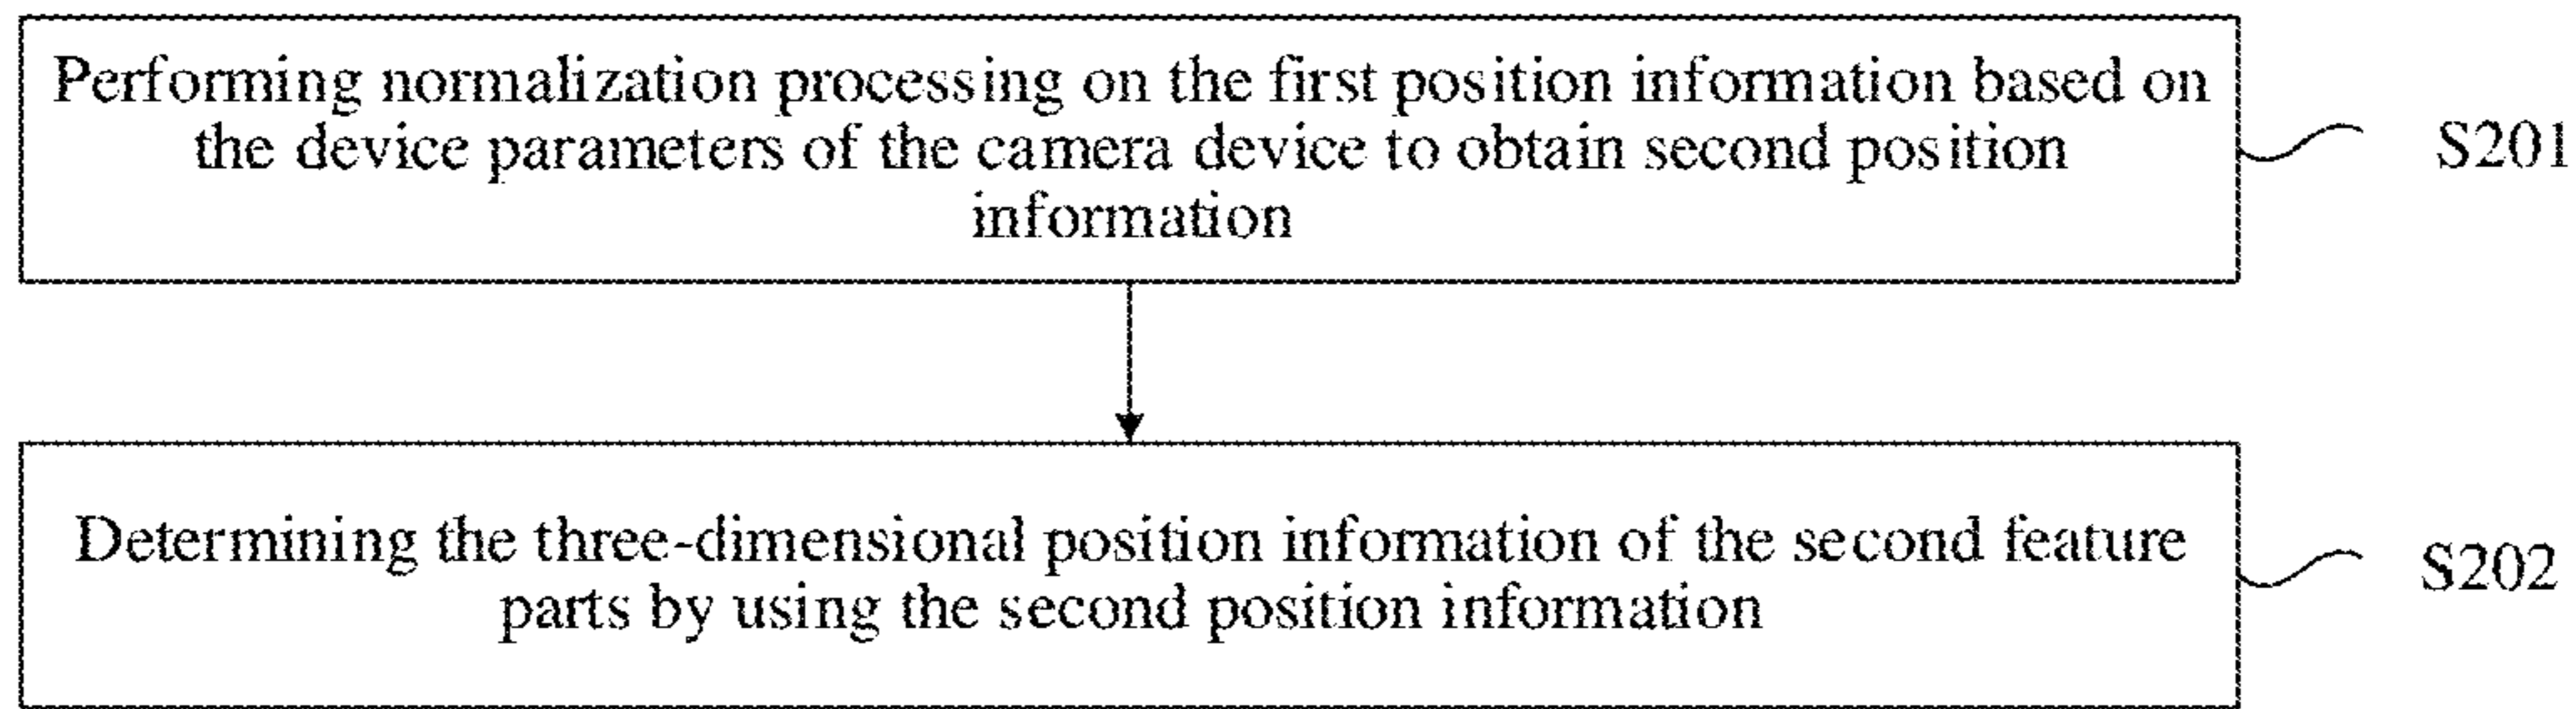 Performing normalization processing on the first position information based on
the device parameters of the camera device to obtain second position
information
S201
Determining the three-dimensional position information of the second feature
parts by using the second position information
S202